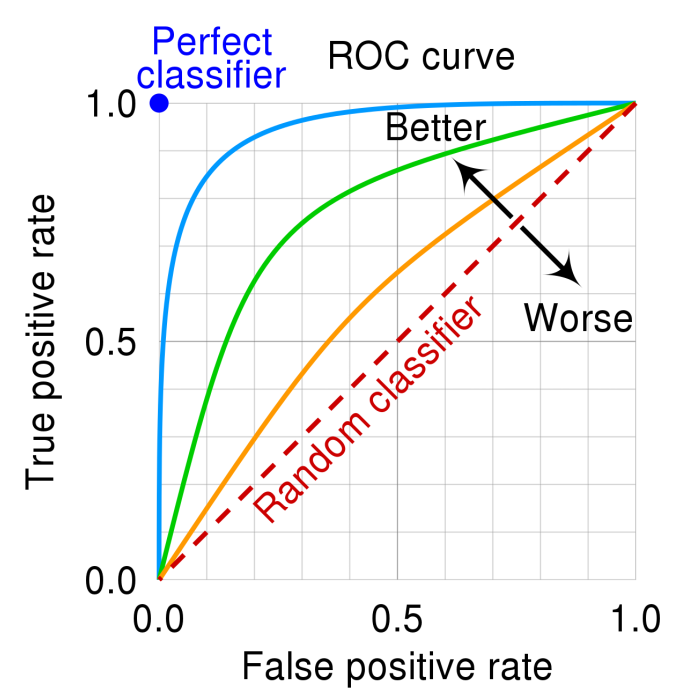 Perfect
classifier
ROC curve
1.0
Better
True positive rate
0.5
Worse
Random classifier
0.0
0.0 0.5 1.0
False positive rate